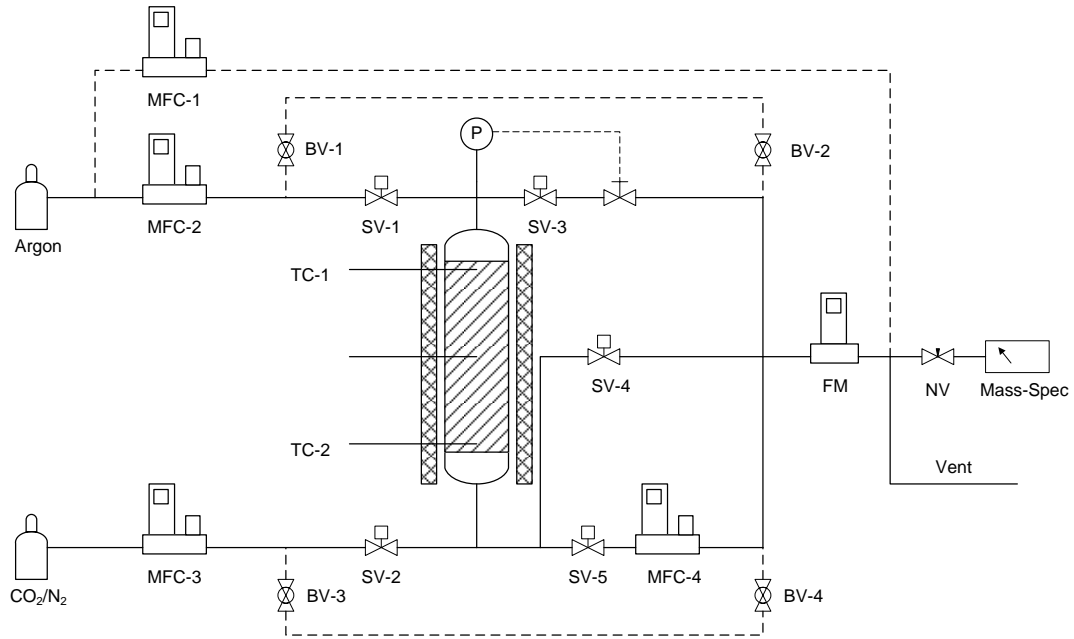 MFC-1
P
BV-1
BV-2
MFC-2
SV-1
SV-3
Argon
TC-1
SV-4
FM
NV
Mass-Spec
TC-2
Vent
MFC-3
SV-2
SV-5
MFC-4
CO₂/N₂
BV-3
BV-4